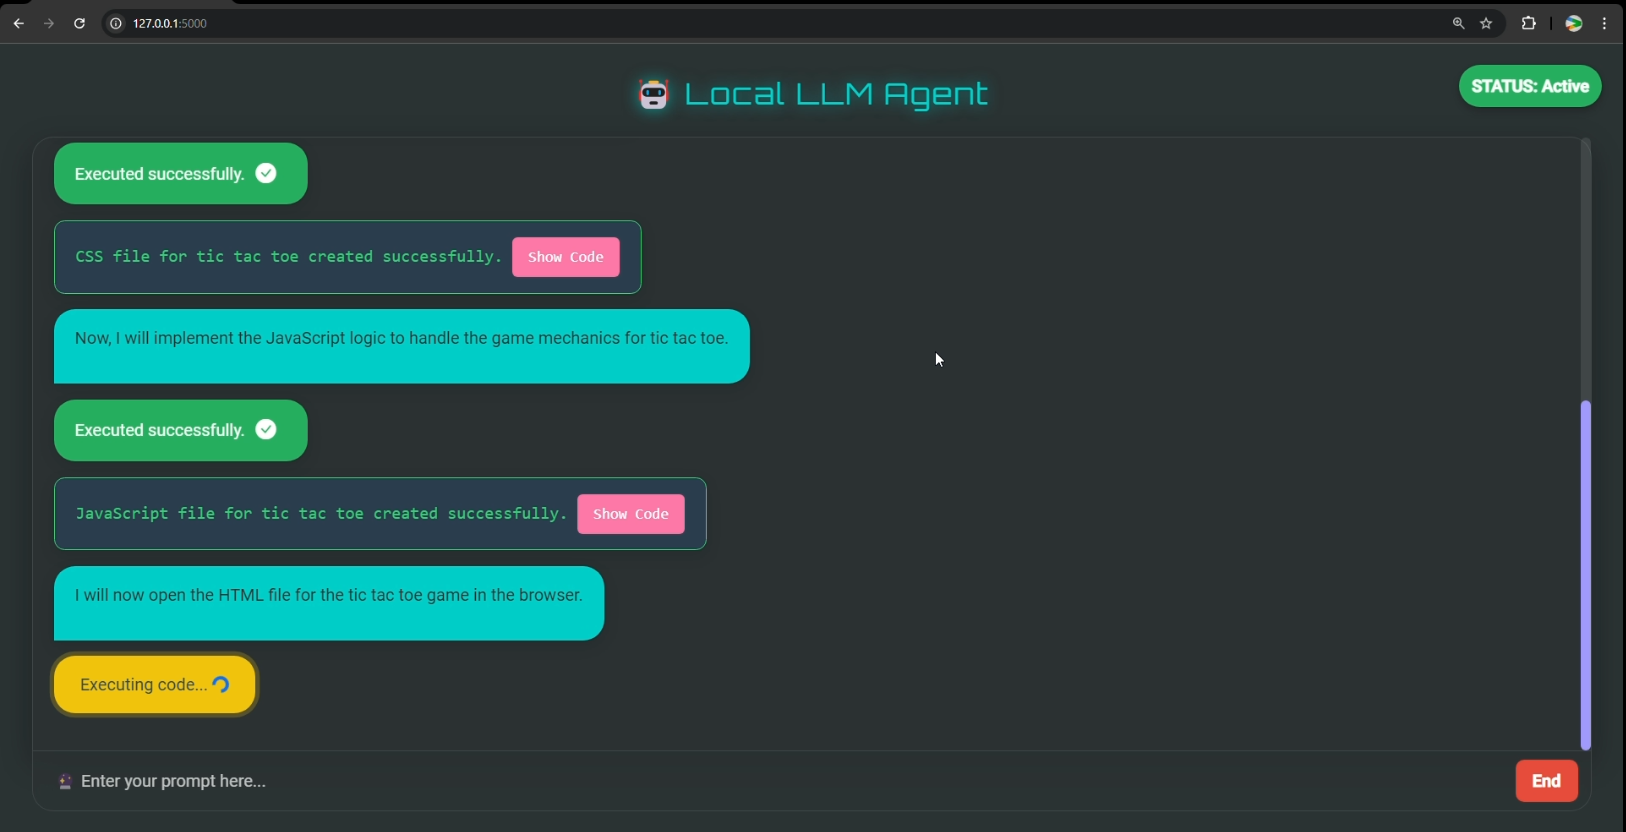 127.0.0.1:5000
Local LLM Agent
STATUS: Active
Executed successfully.
CSS file for tic tac toe created successfully. Show Code
Now, I will implement the JavaScript logic to handle the game mechanics for tic tac toe.
Executed successfully.
JavaScript file for tic tac toe created successfully. Show Code
I will now open the HTML file for the tic tac toe game in the browser.
Executing code...
Enter your prompt here...
End